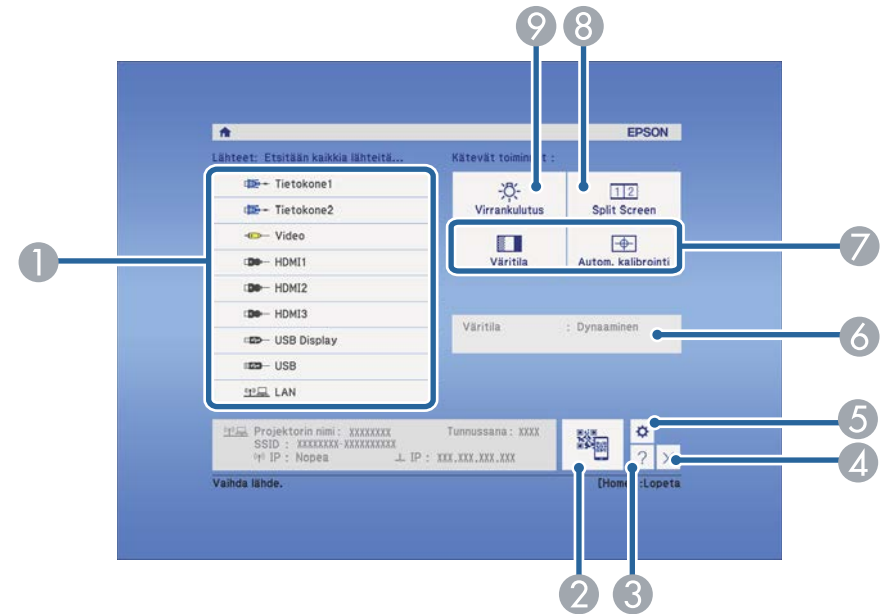 9 8
EPSON
Lähteet: Etsitään kaikkia lähteitä...
Kätevät toiminnot :
Tietokone1
Tietokone2
Video
HDMI1
HDMI2
HDMI3
USB Display
USB
LAN
1
Virrankulutus
1 2
Split Screen
Väritila
Autom. kalibrointi
7
Väritila : Dynaaminen
6
Projektorin nimi : XXXXXXXX
Tunnussana : XXXX
SSID : XXXXXXXX-XXXXXXXXXX
IP : Nopea
IP : XXX.XXX.XXX.XXX
5
?
4
Vaihda lähde.
:Lopeta
2 3